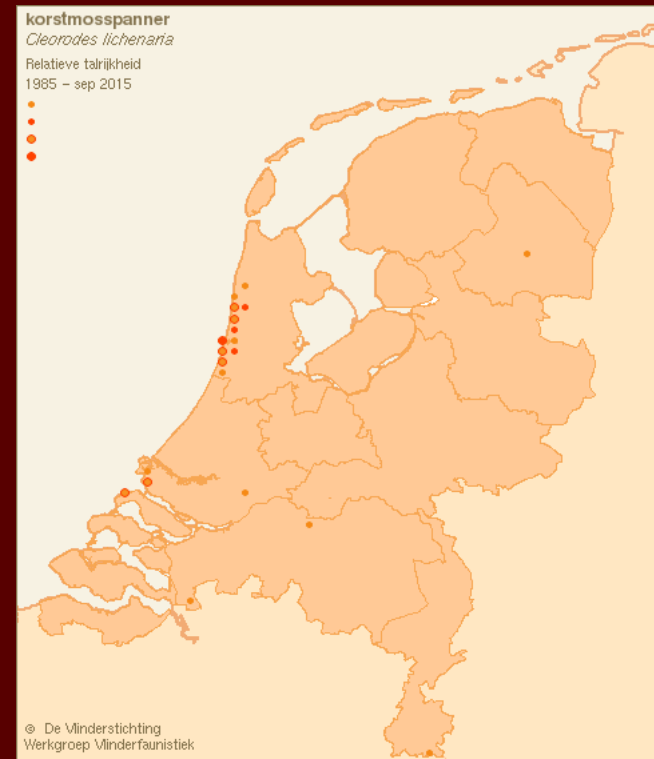 korstmosspanner
Cleorodes lichenaria
Relatieve talrijkheid
1985 – sep 2015
© De Vlinderstichting
Werkgroep Vlinderfaunistiek